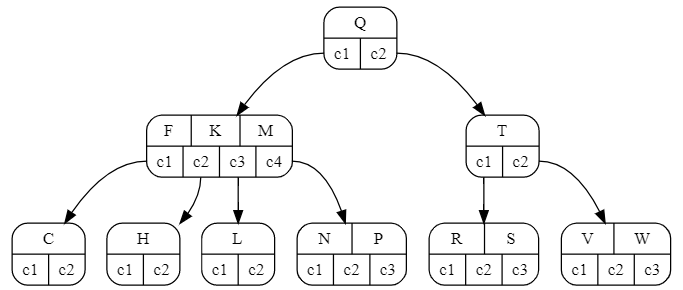 Q
c1 c2
F K M
c1 c2 c3 c4
T
c1 c2
C
c1 c2
H
c1 c2
L
c1 c2
N P
c1 c2 c3
R S
c1 c2 c3
V W
c1 c2 c3